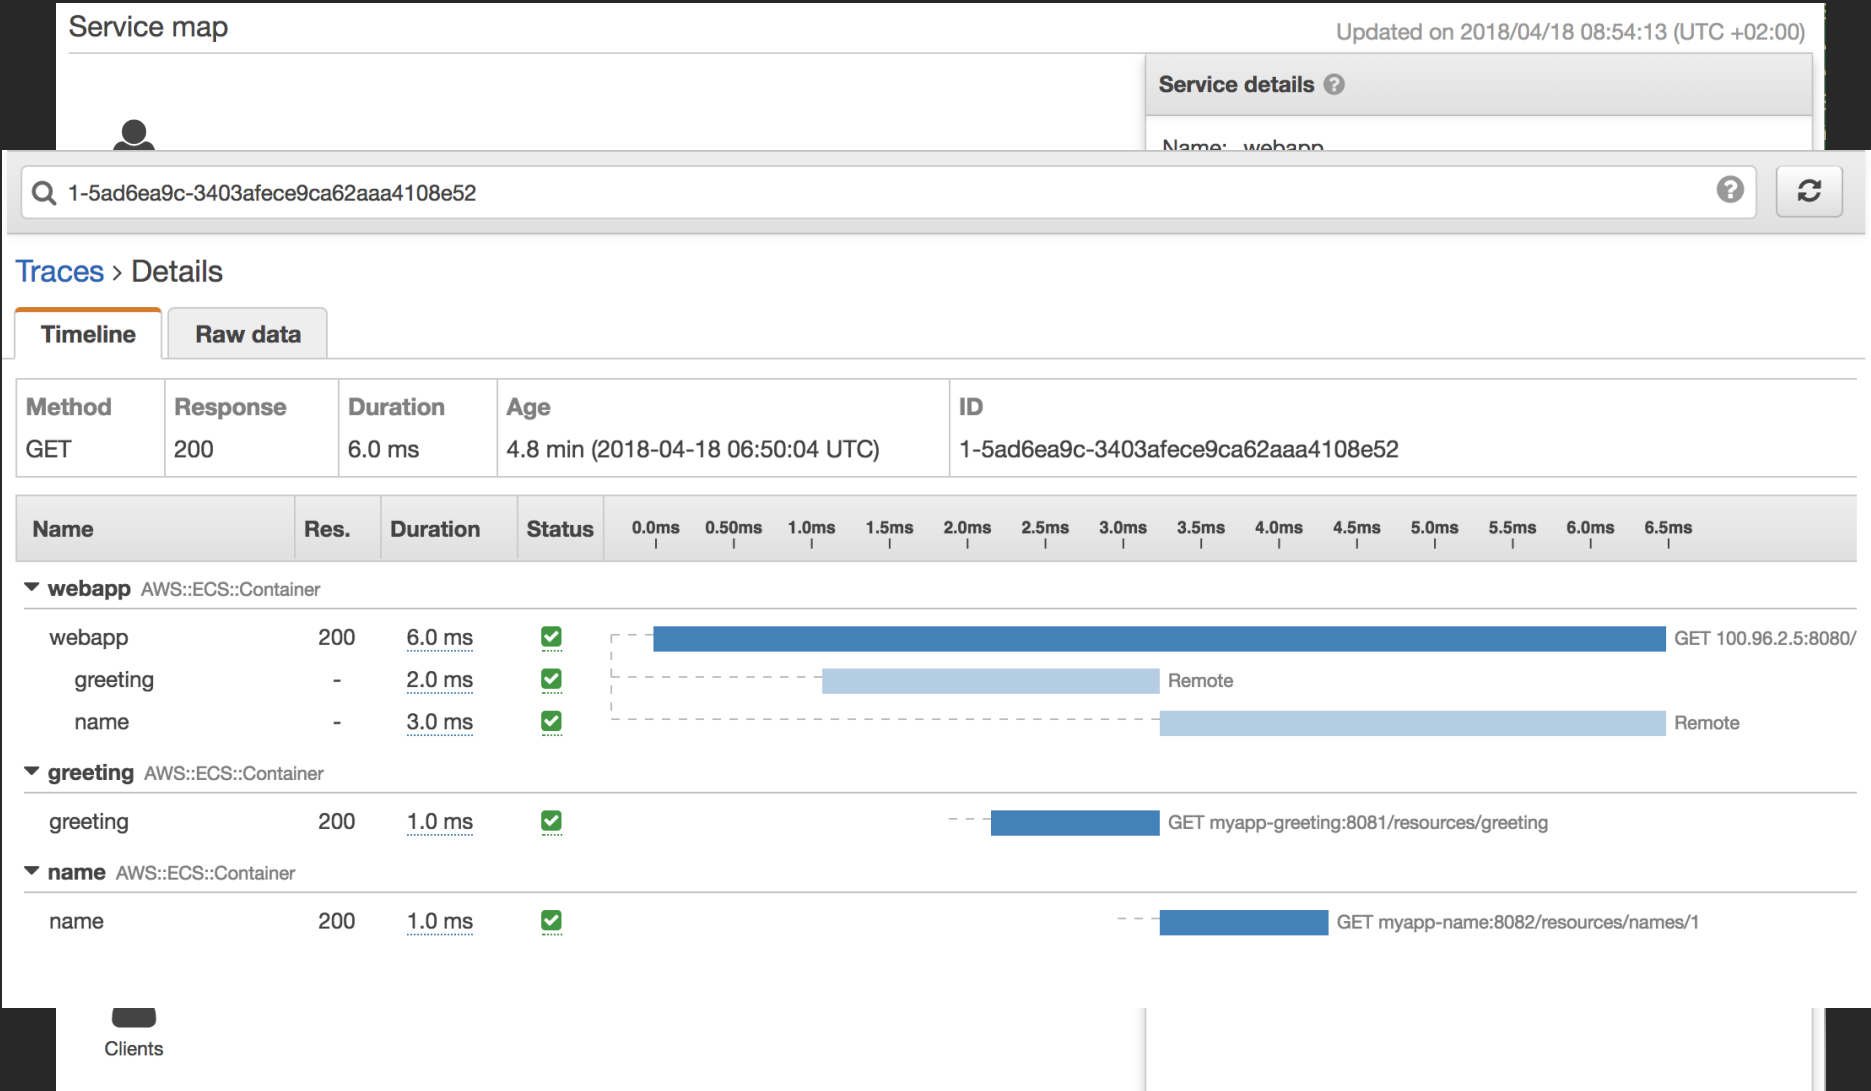 Service map
Updated on 2018/04/18 08:54:13 (UTC +02:00)
Service details
Name: webapp
1-5ad6ea9c-3403afece9ca62aaa4108e52
Traces > Details
Timeline Raw data
Method Response Duration Age ID
GET 200 6.0 ms 4.8 min (2018-04-18 06:50:04 UTC) 1-5ad6ea9c-3403afece9ca62aaa4108e52
Name Res. Duration Status 0.0ms 0.50ms 1.0ms 1.5ms 2.0ms 2.5ms 3.0ms 3.5ms 4.0ms 4.5ms 5.0ms 5.5ms 6.0ms 6.5ms
webapp AWS::ECS::Container
webapp 200 6.0 ms GET 100.96.2.5:8080/
greeting - 2.0 ms Remote
name - 3.0 ms Remote
greeting AWS::ECS::Container
greeting 200 1.0 ms GET myapp-greeting:8081/resources/greeting
name AWS::ECS::Container
name 200 1.0 ms GET myapp-name:8082/resources/names/1
Clients